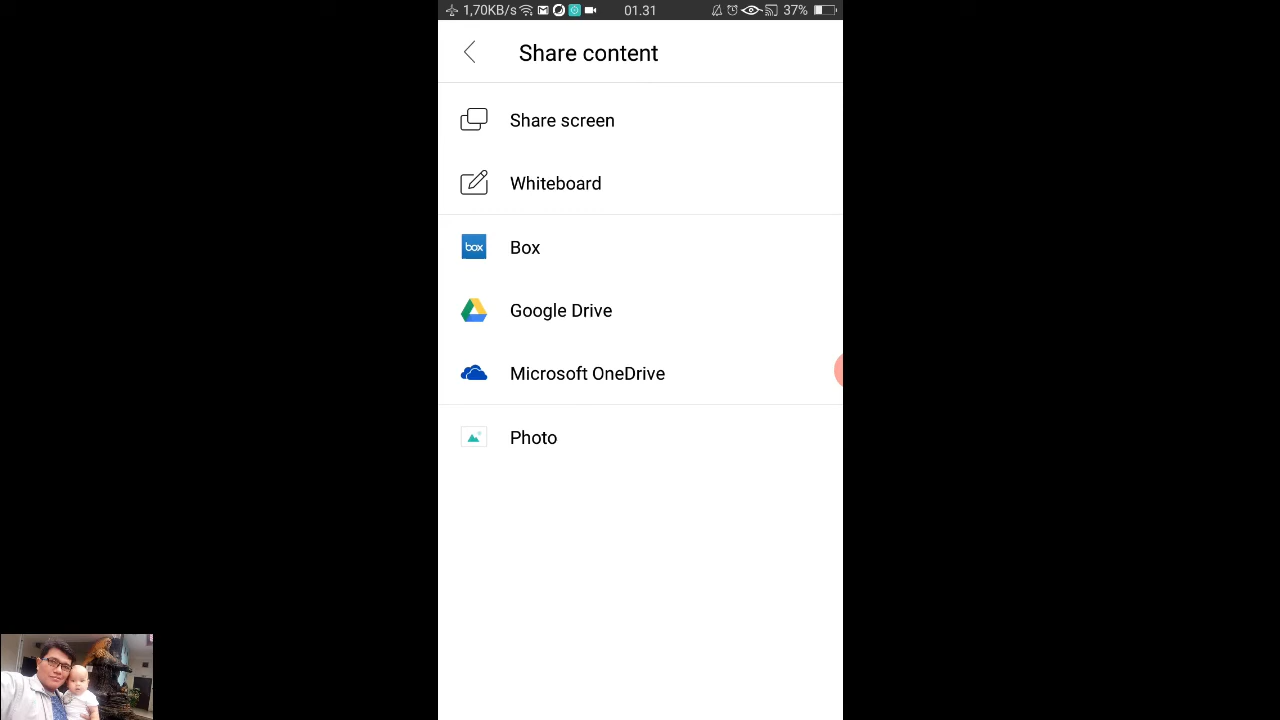 1,70KB/s 01.31 37%
Share content
Share screen
Whiteboard
box Box
Google Drive
Microsoft OneDrive
Photo